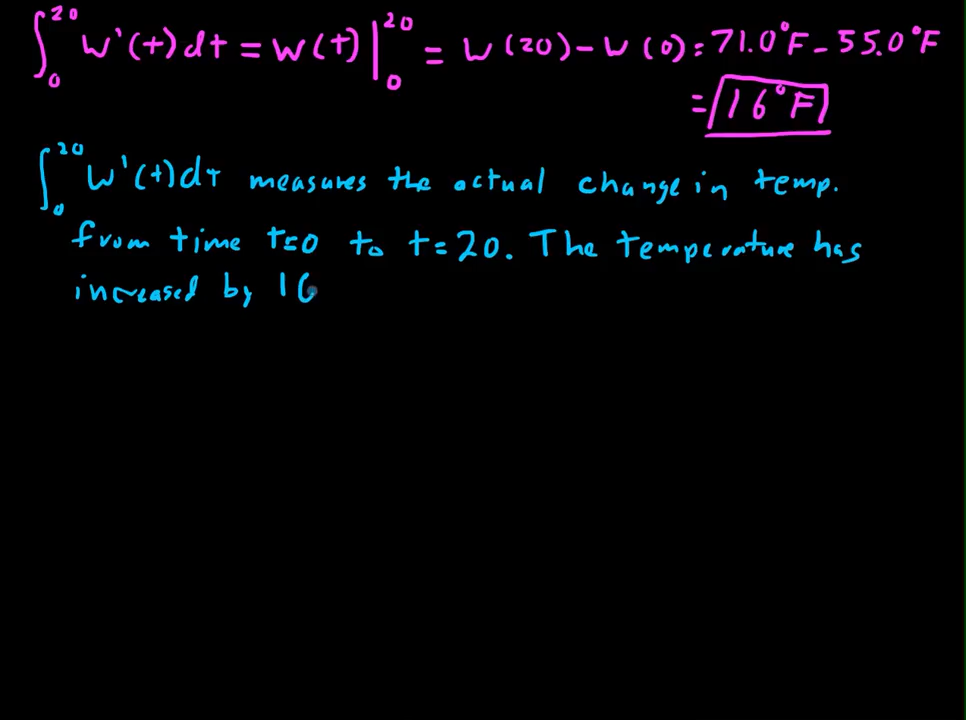 ∫₀²⁰ W'(t)dt = W(t)|₀²⁰ = W(20) - W(0) = 71.0°F - 55.0°F
= 16°F
∫₀²⁰ W'(t)dt measures the actual change in temp.
from time t=0 to t=20. The temperature has
increased by 16